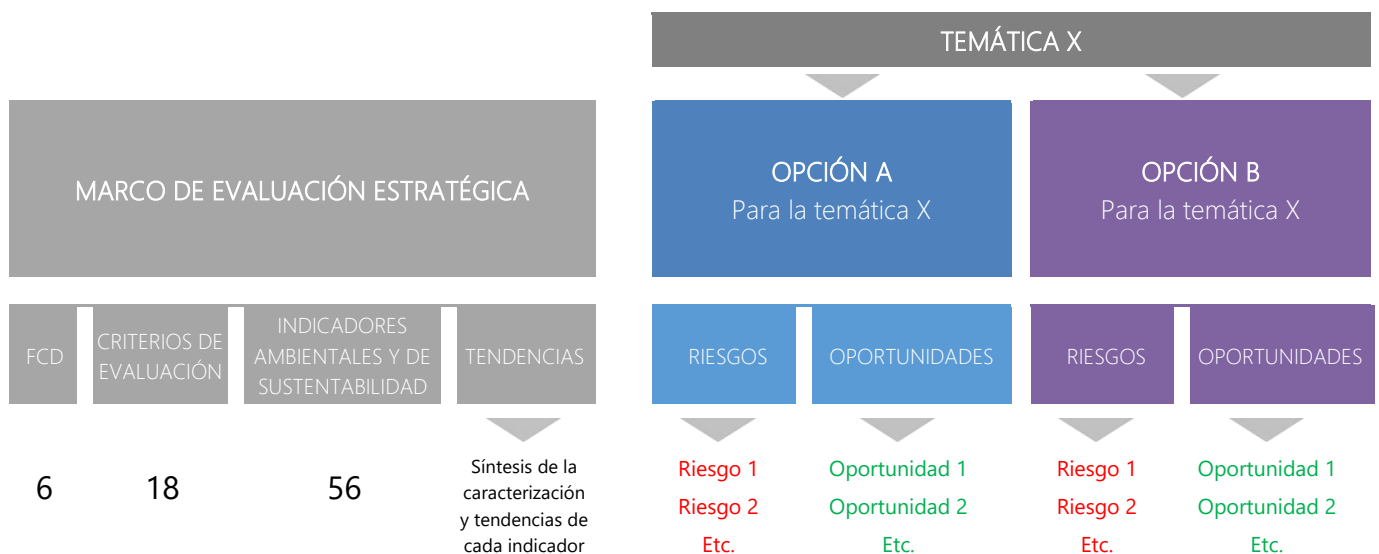 TEMÁTICA X
MARCO DE EVALUACIÓN ESTRATÉGICA
OPCIÓN A
Para la temática X
OPCIÓN B
Para la temática X
FCD
CRITERIOS DE
EVALUACIÓN
INDICADORES
AMBIENTALES Y DE
SUSTENTABILIDAD
TENDENCIAS
RIESGOS
OPORTUNIDADES
RIESGOS
OPORTUNIDADES
6
18
56
Síntesis de la
caracterización
y tendencias de
cada indicador
Riesgo 1
Riesgo 2
Etc.
Oportunidad 1
Oportunidad 2
Etc.
Riesgo 1
Riesgo 2
Etc.
Oportunidad 1
Oportunidad 2
Etc.